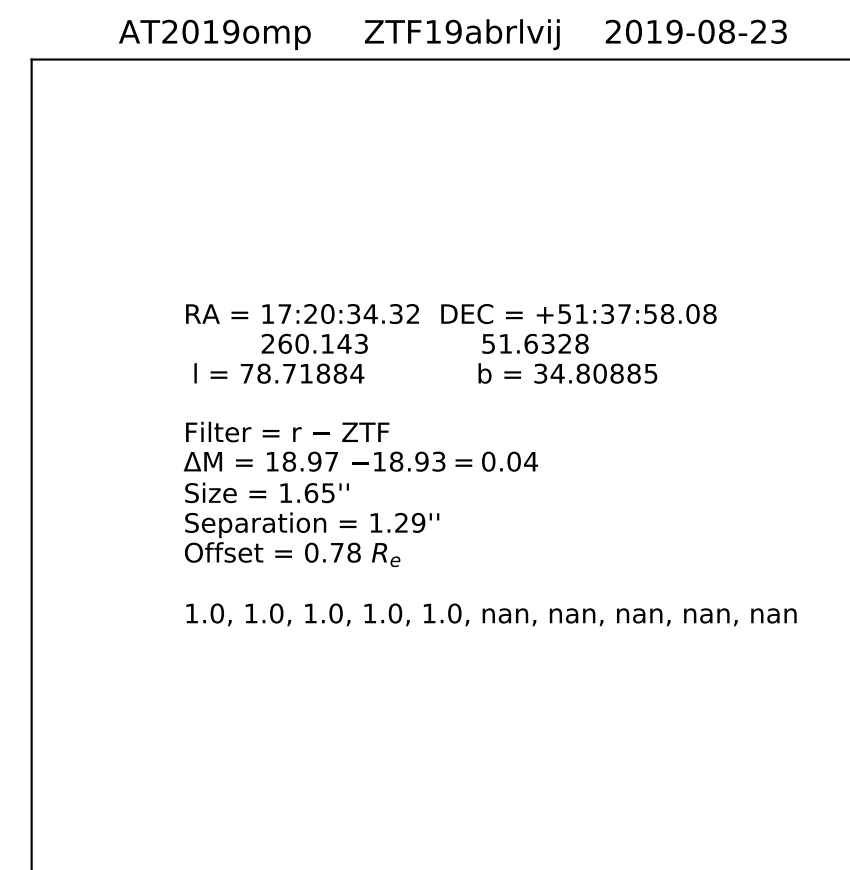 AT2019omp ZTF19abrlvij 2019-08-23
RA = 17:20:34.32 DEC = +51:37:58.08
260.143 51.6328
l = 78.71884 b = 34.80885
Filter = r − ZTF
ΔM = 18.97 −18.93 = 0.04
Size = 1.65''
Separation = 1.29''
Offset = 0.78 Re
1.0, 1.0, 1.0, 1.0, 1.0, nan, nan, nan, nan, nan